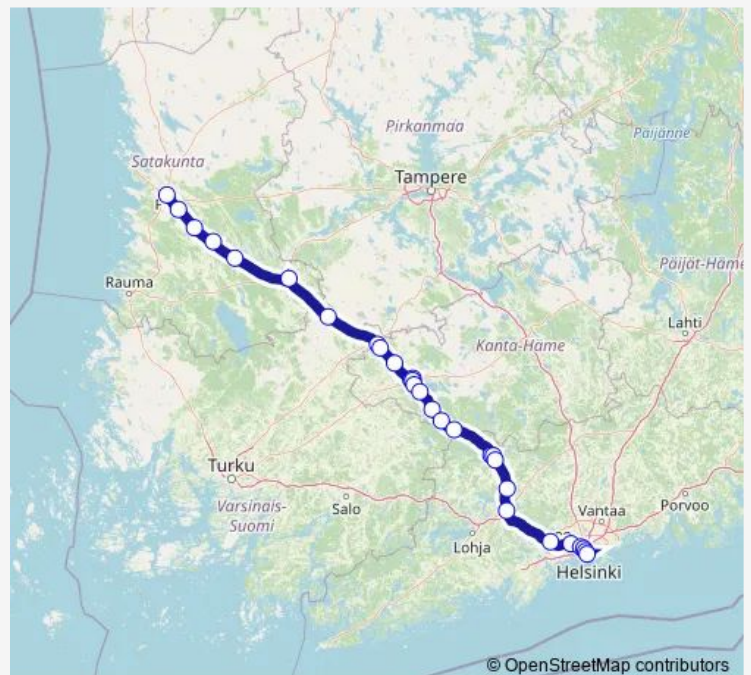 Pirkanmaa
Päijänne
Satakunta
Tampere
Päijät-Häme
Rauma
Lahti
Kanta-Häme
Turku
Varsinais-
Suomi
Salo
Vantaa
Porvoo
Lohja
Helsinki
© OpenStreetMap contributors